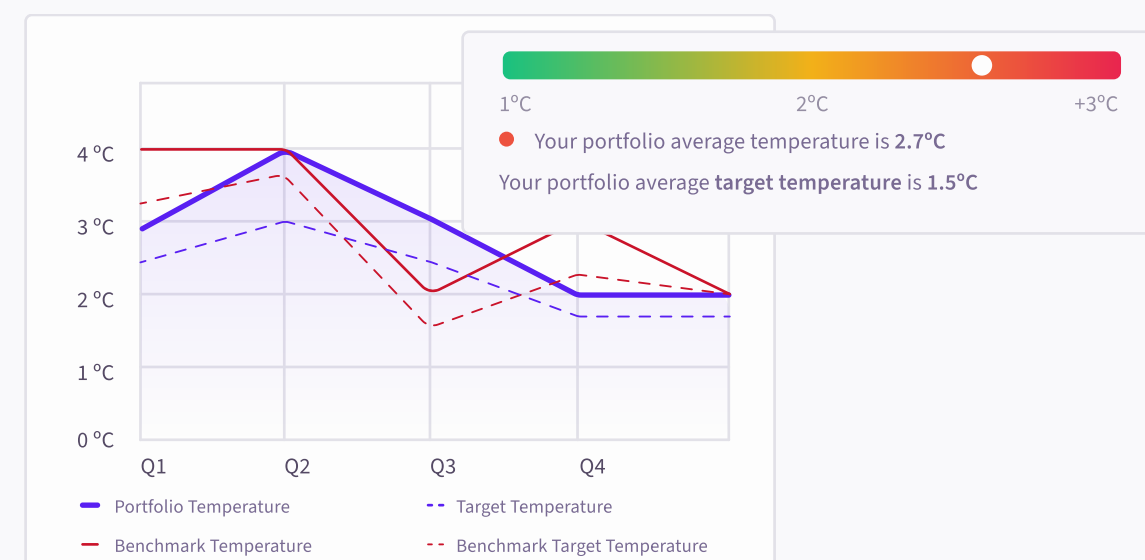 1ºC 2ºC +3ºC
Your portfolio average temperature is 2.7ºC
Your portfolio average target temperature is 1.5ºC
4 ºC
3 ºC
2 ºC
1 ºC
0 ºC
Q1 Q2 Q3 Q4
Portfolio Temperature Target Temperature
Benchmark Temperature Benchmark Target Temperature